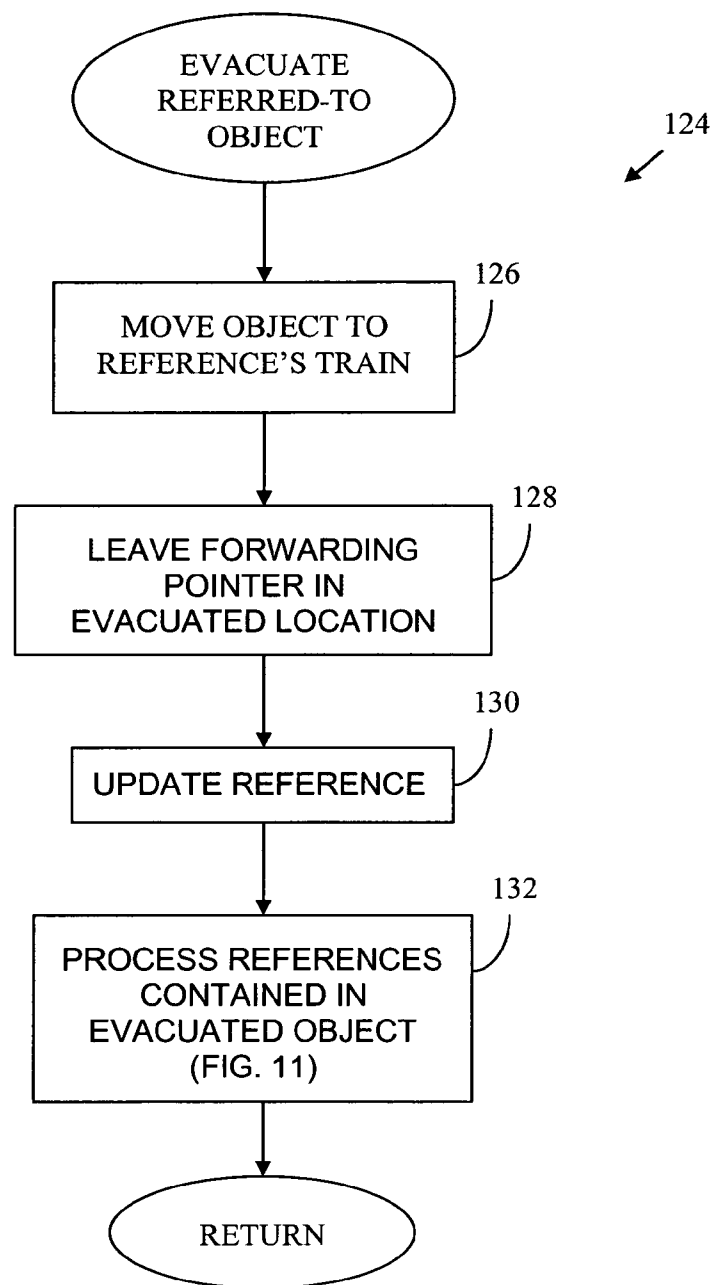 EVACUATE
REFERRED-TO
OBJECT
124
126
MOVE OBJECT TO
REFERENCE'S TRAIN
128
LEAVE FORWARDING
POINTER IN
EVACUATED LOCATION
130
UPDATE REFERENCE
132
PROCESS REFERENCES
CONTAINED IN
EVACUATED OBJECT
(FIG. 11)
RETURN